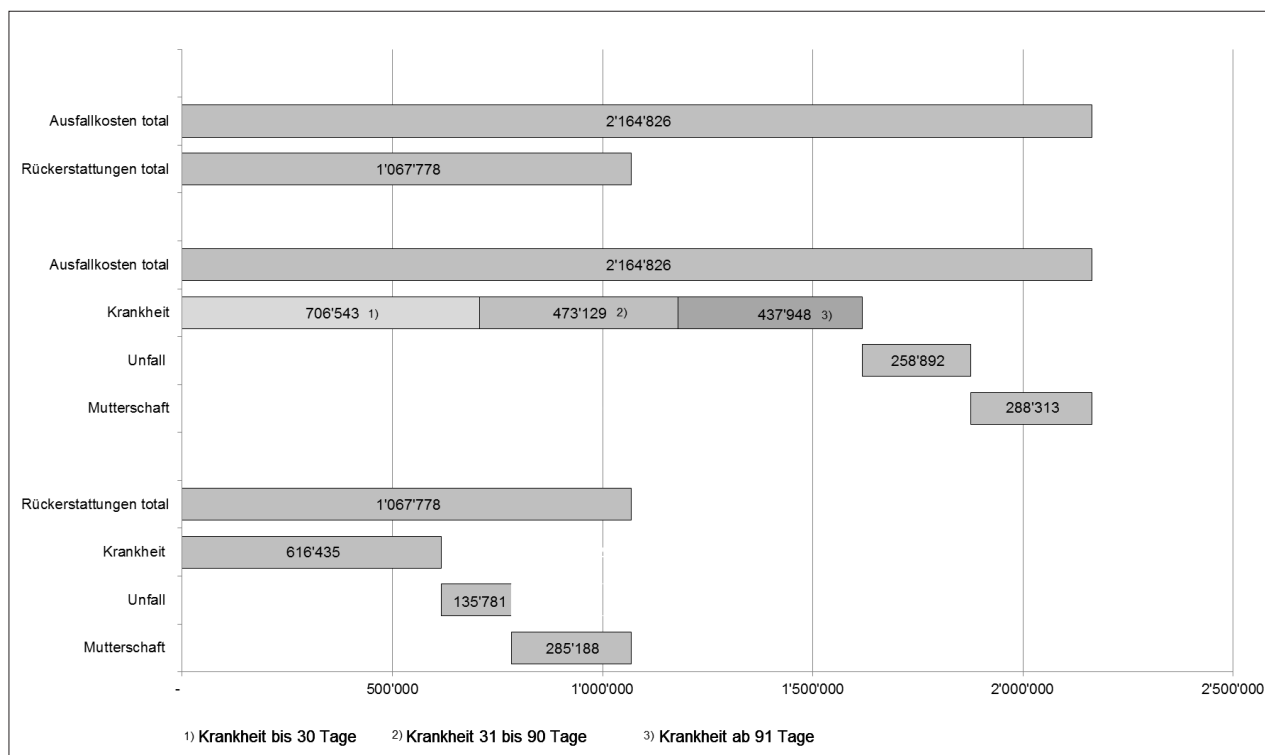 Ausfallkosten total 2'164'826
Rückerstattungen total 1'067'778
Ausfallkosten total 2'164'826
Krankheit 706'543 1) 473'129 2) 437'948 3)
Unfall 258'892
Mutterschaft 288'313
Rückerstattungen total 1'067'778
Krankheit 616'435
Unfall 135'781
Mutterschaft 285'188
- 500'000 1'000'000 1'500'000 2'000'000 2'500'000
1) Krankheit bis 30 Tage 2) Krankheit 31 bis 90 Tage 3) Krankheit ab 91 Tage